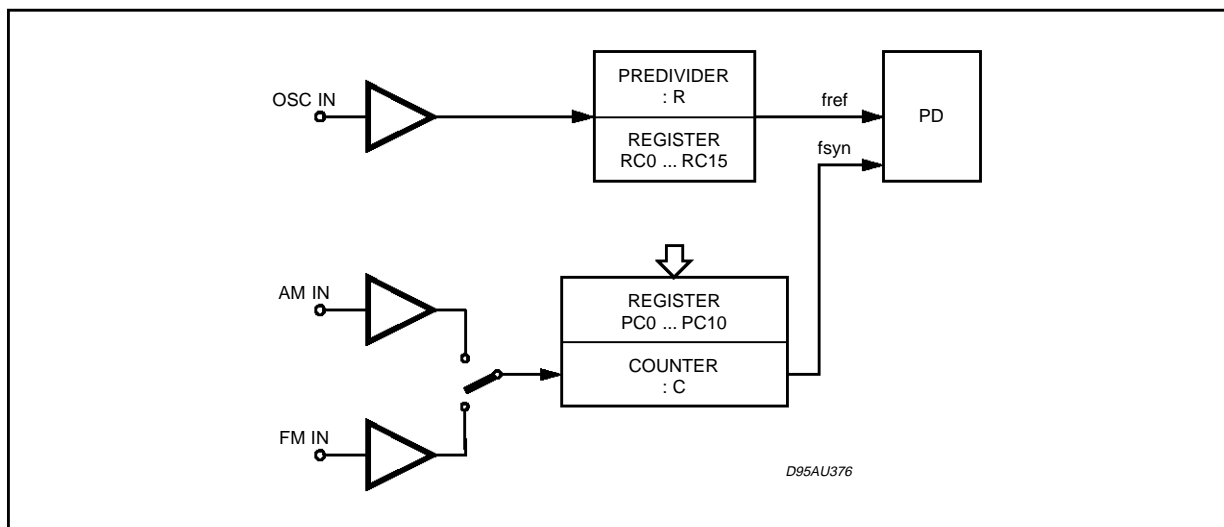 OSC IN
PREDIVIDER
: R
REGISTER
RC0 ... RC15
fref
fsyn
PD
AM IN
REGISTER
PC0 ... PC10
COUNTER
: C
FM IN
D95AU376